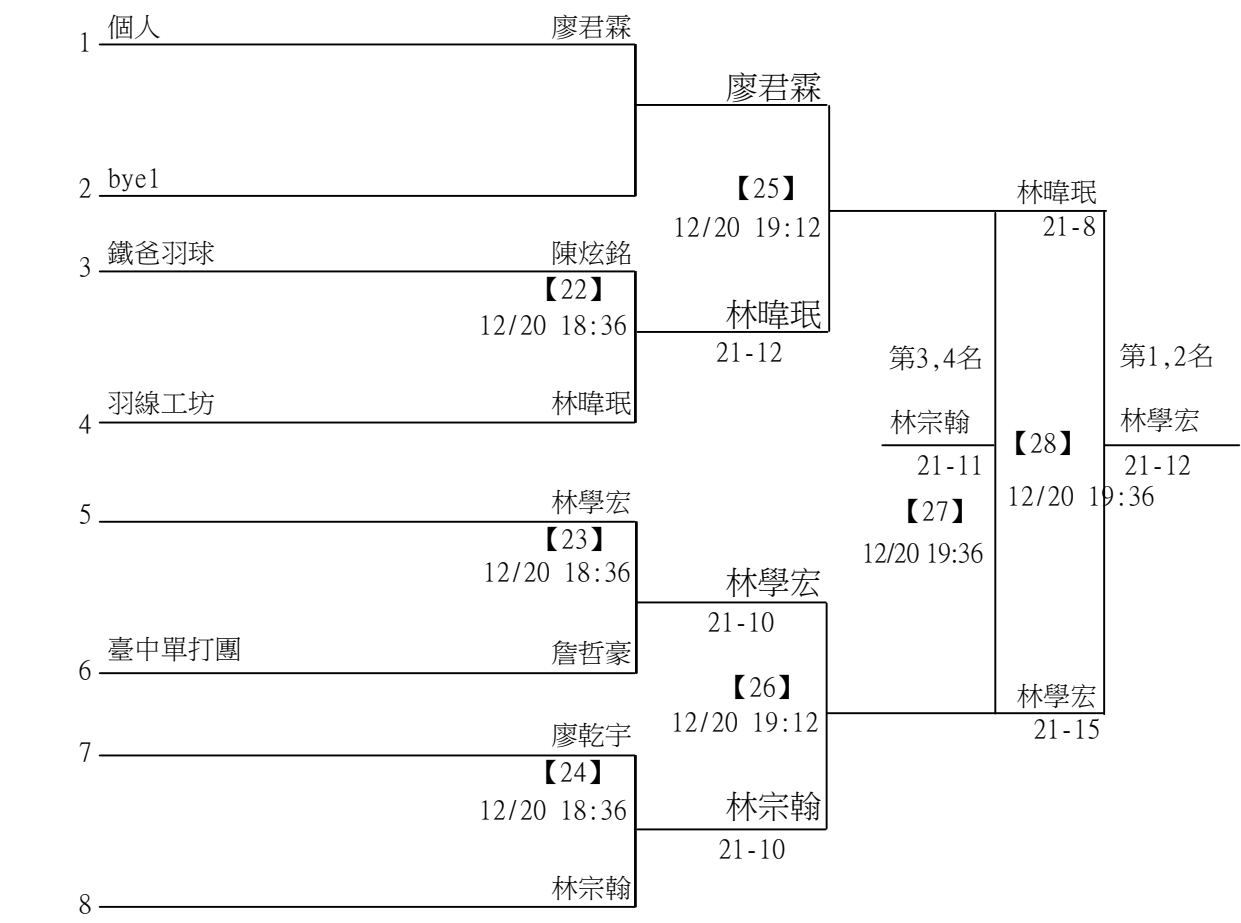 1 個人 廖君霖
廖君霖
2 bye1
【25】
12/20 19:12
林暐珉
21-8
3 鐵爸羽球 陳炫銘
【22】
12/20 18:36
林暐珉
21-12
4 羽線工坊 林暐珉
第3,4名
第1,2名
林宗翰
21-11
【27】
12/20 19:36
【28】
12/20 19:36
林學宏
21-12
5 林學宏
【23】
12/20 18:36
林學宏
21-10
6 臺中單打團 詹哲豪
【26】
12/20 19:12
林學宏
21-15
7 廖乾宇
【24】
12/20 18:36
林宗翰
21-10
8 林宗翰